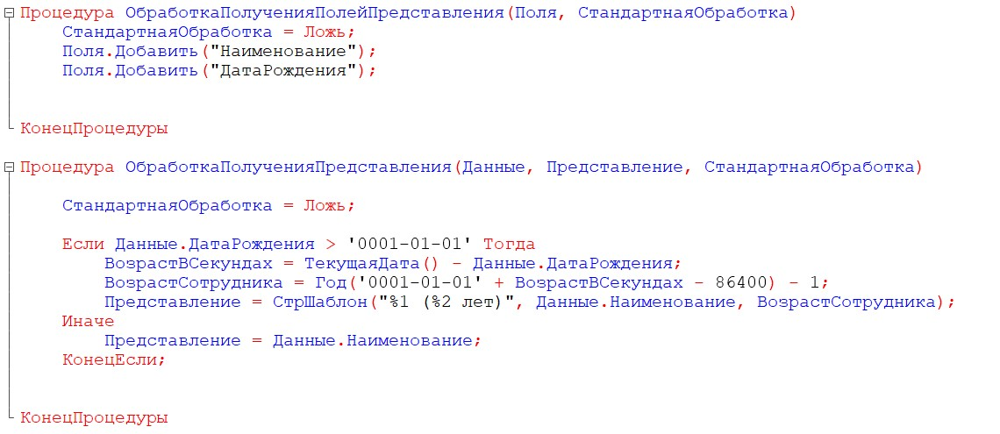 Процедура ОбработкаПолученияПолейПредставления(Поля, СтандартнаяОбработка)
СтандартнаяОбработка = Ложь;
Поля.Добавить("Наименование");
Поля.Добавить("ДатаРождения");
КонецПроцедуры
Процедура ОбработкаПолученияПредставления(Данные, Представление, СтандартнаяОбработка)
СтандартнаяОбработка = Ложь;
Если Данные.ДатаРождения > '0001-01-01' Тогда
ВозрастВСекундах = ТекущаяДата() - Данные.ДатаРождения;
ВозрастСотрудника = Год('0001-01-01' + ВозрастВСекундах - 86400) - 1;
Представление = СтрШаблон("%1 (%2 лет)", Данные.Наименование, ВозрастСотрудника);
Иначе
Представление = Данные.Наименование;
КонецЕсли;
КонецПроцедуры